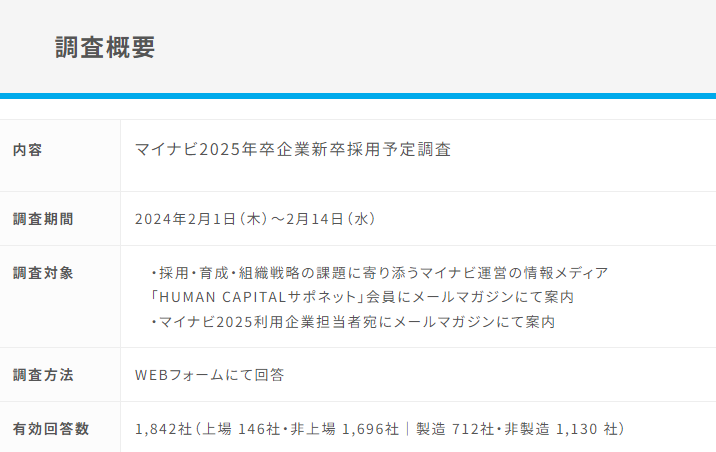 調査概要
内容
マイナビ2025年卒企業新卒採用予定調査
調査期間
2024年2月1日（木）～2月14日（水）
調査対象
・採用・育成・組織戦略の課題に寄り添うマイナビ運営の情報メディア
「HUMAN CAPITALサポネット」会員にメールマガジンにて案内
・マイナビ2025利用企業担当者宛にメールマガジンにて案内
調査方法
WEBフォームにて回答
有効回答数
1,842社（上場 146社・非上場 1,696社｜製造 712社・非製造 1,130 社）